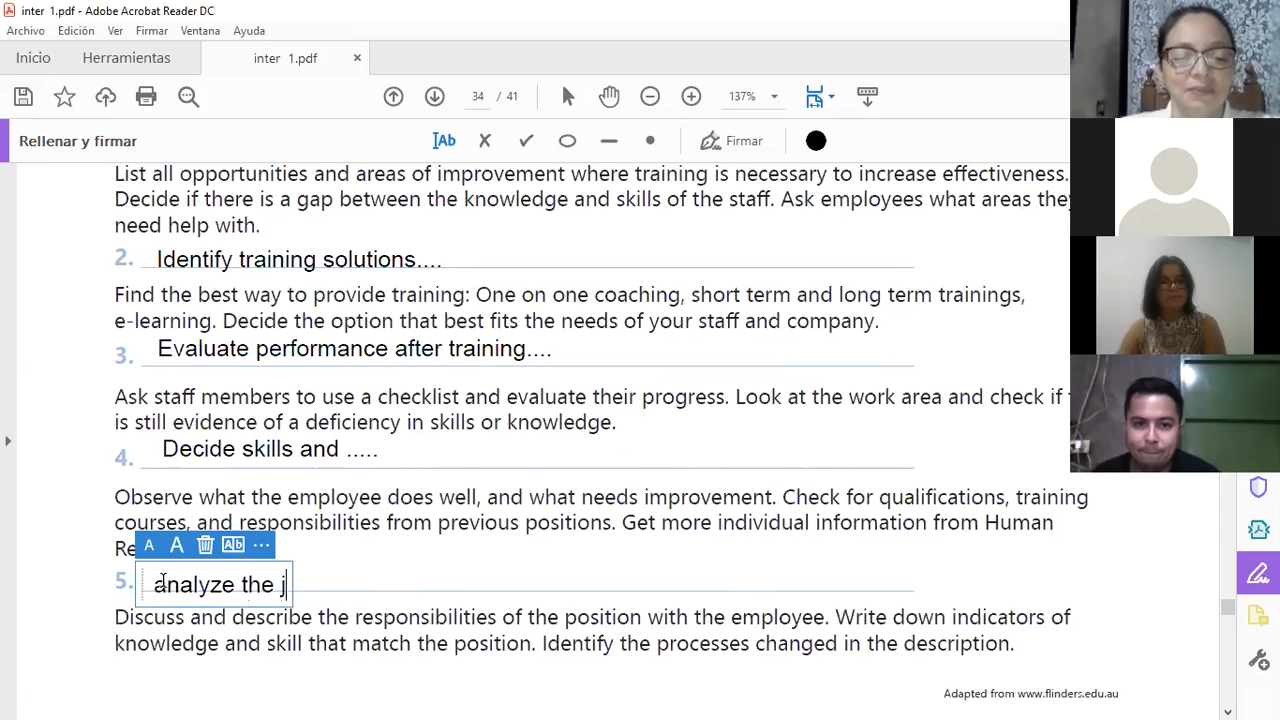 inter 1.pdf - Adobe Acrobat Reader DC
Archivo Edición Ver Firmar Ventana Ayuda
Inicio Herramientas inter 1.pdf ×
34 / 41 137%
Rellenar y firmar Ab Firmar
List all opportunities and areas of improvement where training is necessary to increase effectiveness.
Decide if there is a gap between the knowledge and skills of the staff. Ask employees what areas they
need help with.
2. Identify training solutions....
Find the best way to provide training: One on one coaching, short term and long term trainings,
e-learning. Decide the option that best fits the needs of your staff and company.
3. Evaluate performance after training....
Ask staff members to use a checklist and evaluate their progress. Look at the work area and check if
is still evidence of a deficiency in skills or knowledge.
4. Decide skills and .....
Observe what the employee does well, and what needs improvement. Check for qualifications, training
courses, and responsibilities from previous positions. Get more individual information from Human
Re
A A Ab ...
5. analyze the j
Discuss and describe the responsibilities of the position with the employee. Write down indicators of
knowledge and skill that match the position. Identify the processes changed in the description.
Adapted from www.flinders.edu.au